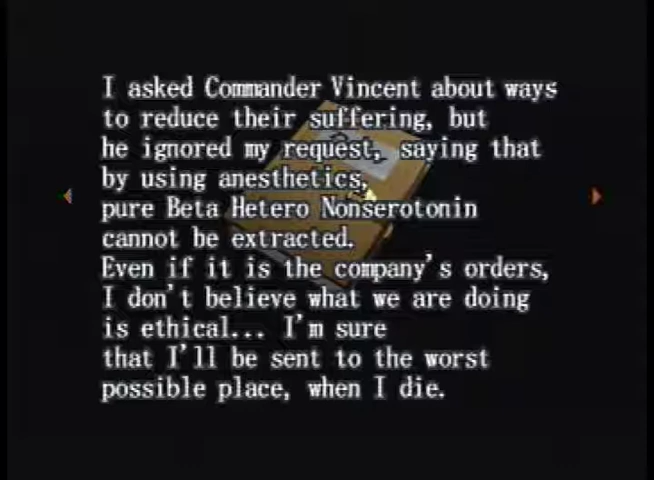 I asked Commander Vincent about ways
to reduce their suffering, but
he ignored my request, saying that
by using anesthetics,
pure Beta Hetero Nonserotonin
cannot be extracted.
Even if it is the company's orders,
I don't believe what we are doing
is ethical... I'm sure
that I'll be sent to the worst
possible place, when I die.